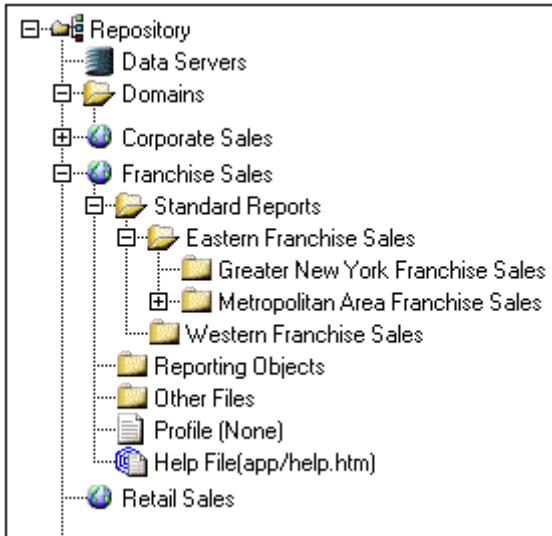 Repository
Data Servers
Domains
Corporate Sales
Franchise Sales
Standard Reports
Eastern Franchise Sales
Greater New York Franchise Sales
Metropolitan Area Franchise Sales
Western Franchise Sales
Reporting Objects
Other Files
Profile (None)
Help File(app/help.htm)
Retail Sales